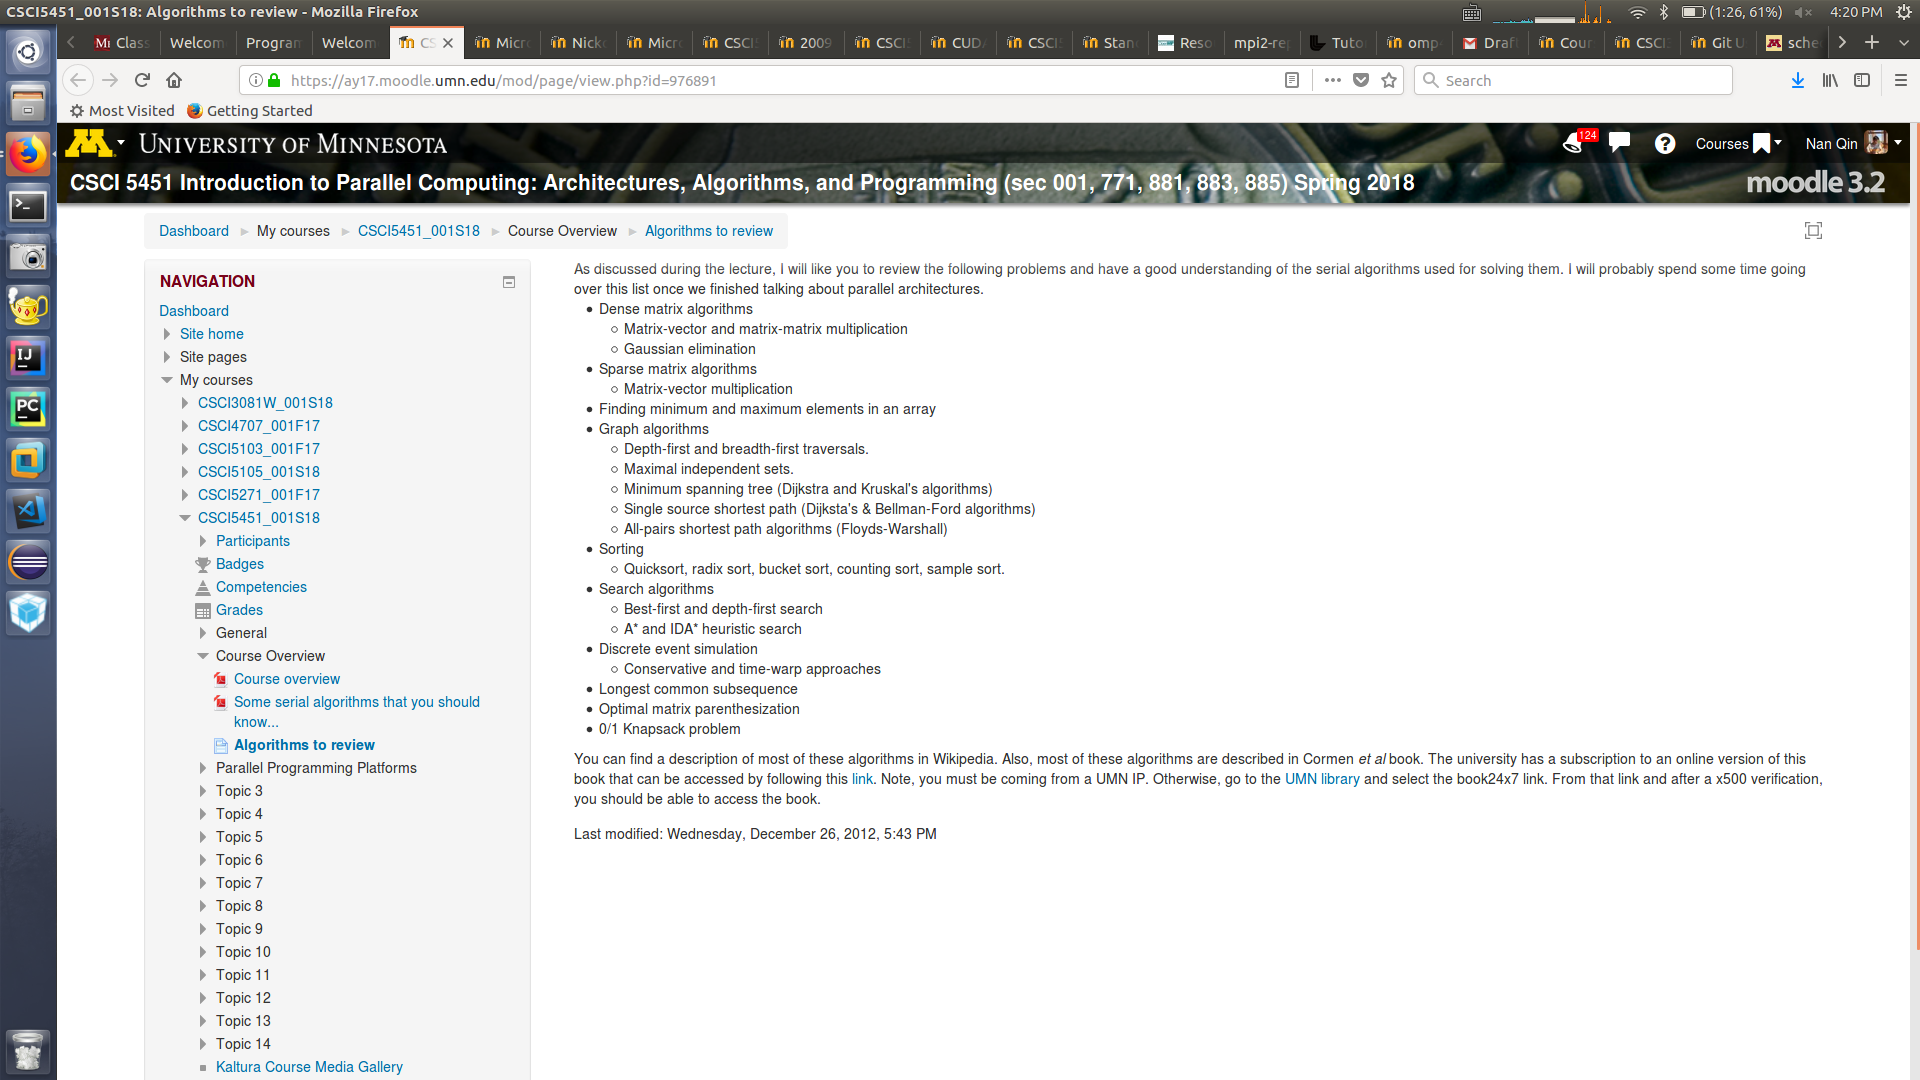 CSCI5451_001S18: Algorithms to review - Mozilla Firefox
(1:26, 61%)
4:20 PM
Class
Welcom
Program
Welcom
CS
Micr
Nick
Micr
CSCI
2009
CSCI
CUD
CSCI
Stan
Reso
mpi2-re
Tuto
omp
Draf
Cour
CSCI
Git U
sche
https://ay17.moodle.umn.edu/mod/page/view.php?id=976891
Search
Most Visited
Getting Started
UNIVERSITY OF MINNESOTA
124
Courses
Nan Qin
CSCI 5451 Introduction to Parallel Computing: Architectures, Algorithms, and Programming (sec 001, 771, 881, 883, 885) Spring 2018
moodle 3.2
Dashboard
My courses
CSCI5451_001S18
Course Overview
Algorithms to review
NAVIGATION
Dashboard
Site home
Site pages
My courses
CSCI3081W_001S18
CSCI4707_001F17
CSCI5103_001F17
CSCI5105_001S18
CSCI5271_001F17
CSCI5451_001S18
Participants
Badges
Competencies
Grades
General
Course Overview
Course overview
Some serial algorithms that you should
know...
Algorithms to review
Parallel Programming Platforms
Topic 3
Topic 4
Topic 5
Topic 6
Topic 7
Topic 8
Topic 9
Topic 10
Topic 11
Topic 12
Topic 13
Topic 14
Kaltura Course Media Gallery
As discussed during the lecture, I will like you to review the following problems and have a good understanding of the serial algorithms used for solving them. I will probably spend some time going
over this list once we finished talking about parallel architectures.
Dense matrix algorithms
Matrix-vector and matrix-matrix multiplication
Gaussian elimination
Sparse matrix algorithms
Matrix-vector multiplication
Finding minimum and maximum elements in an array
Graph algorithms
Depth-first and breadth-first traversals.
Maximal independent sets.
Minimum spanning tree (Dijkstra and Kruskal's algorithms)
Single source shortest path (Dijksta's & Bellman-Ford algorithms)
All-pairs shortest path algorithms (Floyds-Warshall)
Sorting
Quicksort, radix sort, bucket sort, counting sort, sample sort.
Search algorithms
Best-first and depth-first search
A* and IDA* heuristic search
Discrete event simulation
Conservative and time-warp approaches
Longest common subsequence
Optimal matrix parenthesization
0/1 Knapsack problem
You can find a description of most of these algorithms in Wikipedia. Also, most of these algorithms are described in Cormen et al book. The university has a subscription to an online version of this
book that can be accessed by following this link. Note, you must be coming from a UMN IP. Otherwise, go to the UMN library and select the book24x7 link. From that link and after a x500 verification,
you should be able to access the book.
Last modified: Wednesday, December 26, 2012, 5:43 PM